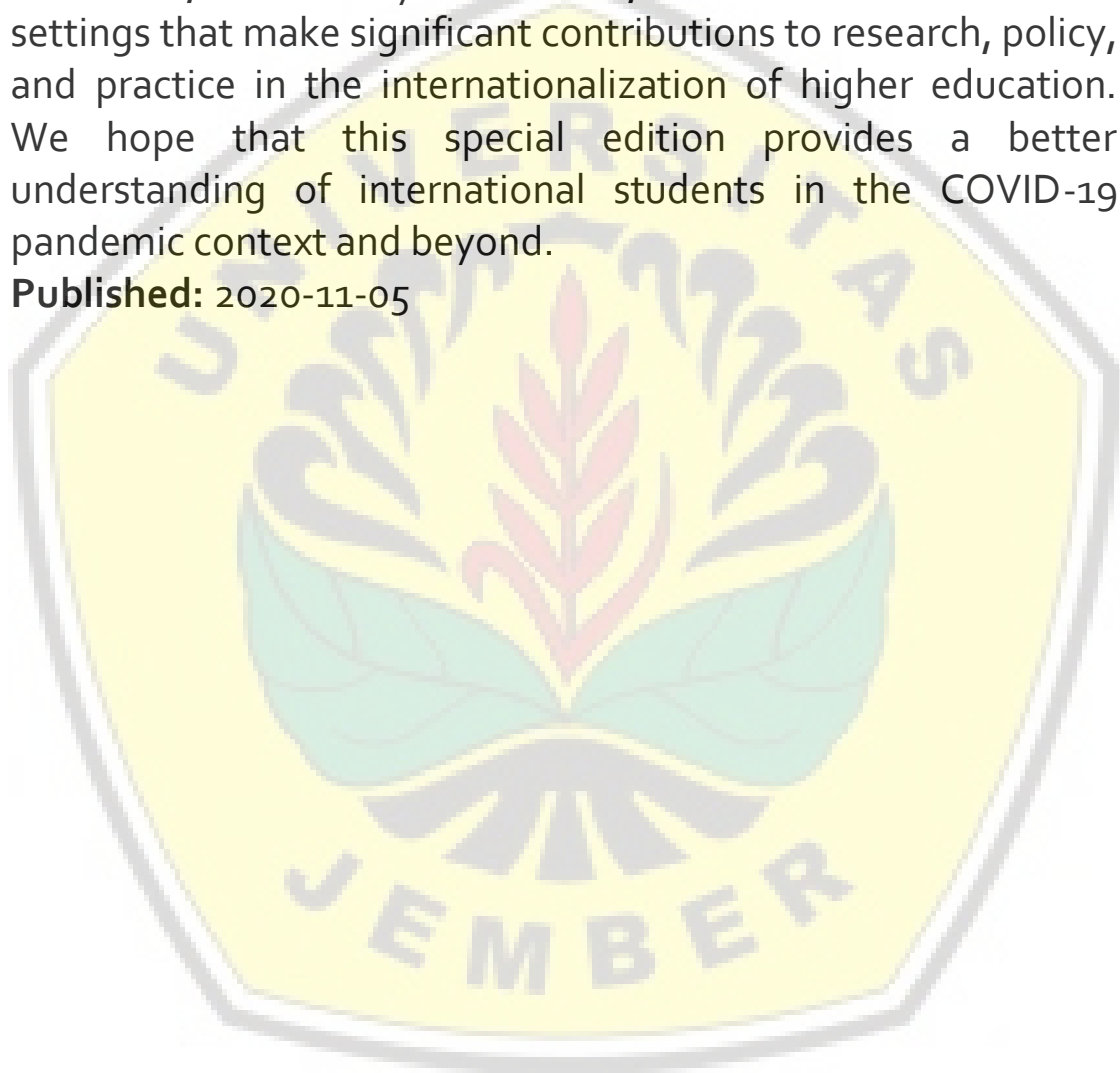 settings that make significant contributions to research, policy,
and practice in the internationalization of higher education.
We hope that this special edition provides a better
understanding of international students in the COVID-19
pandemic context and beyond.
Published: 2020-11-05
UNIVERSITAS
JEMBER